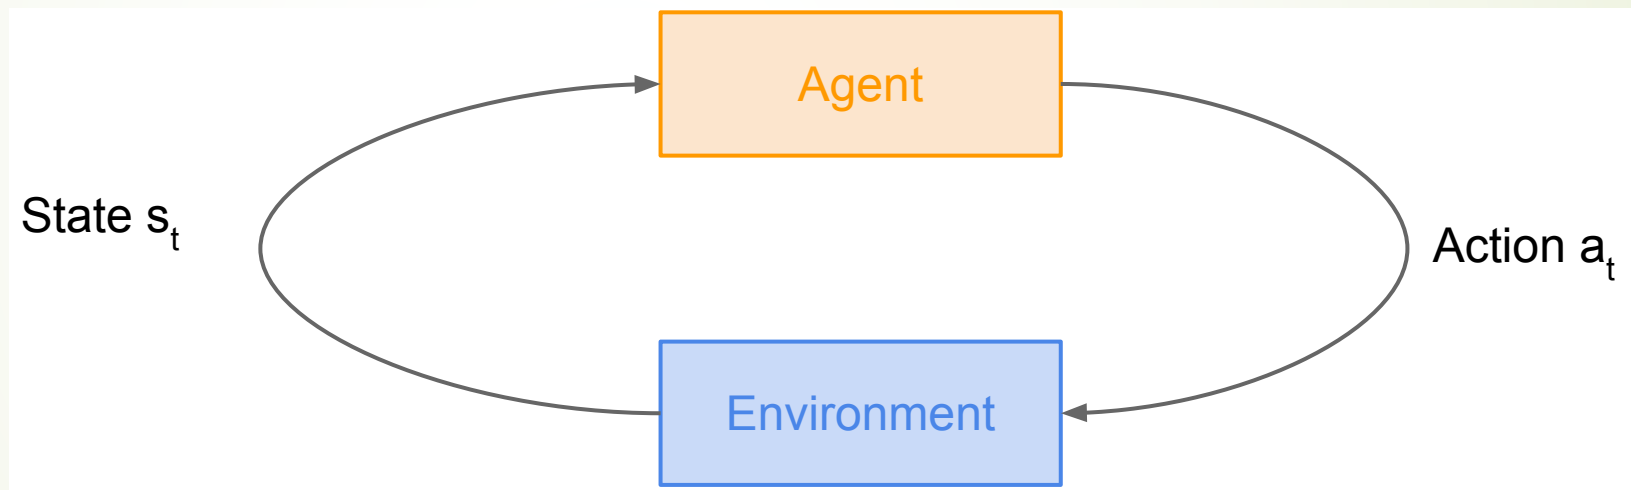 Agent
State sₜ
Action aₜ
Environment